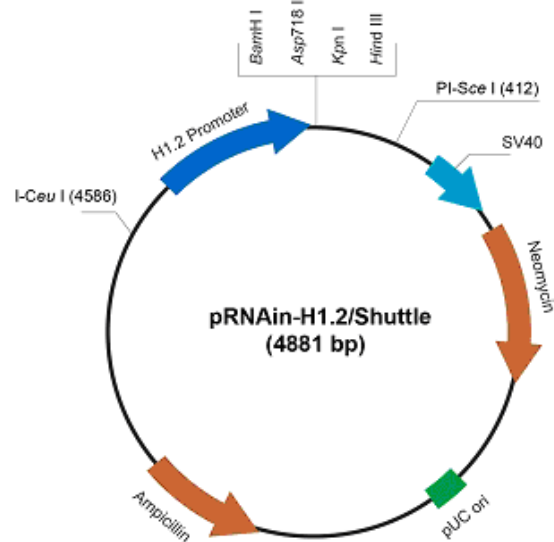 BamH I
Asp718 I
Kpn I
Hind III
PI-Sce I (412)
H1.2 Promoter
SV40
I-Ceu I (4586)
Neomycin
pRNAin-H1.2/Shuttle
(4881 bp)
Ampicillin
pUC ori